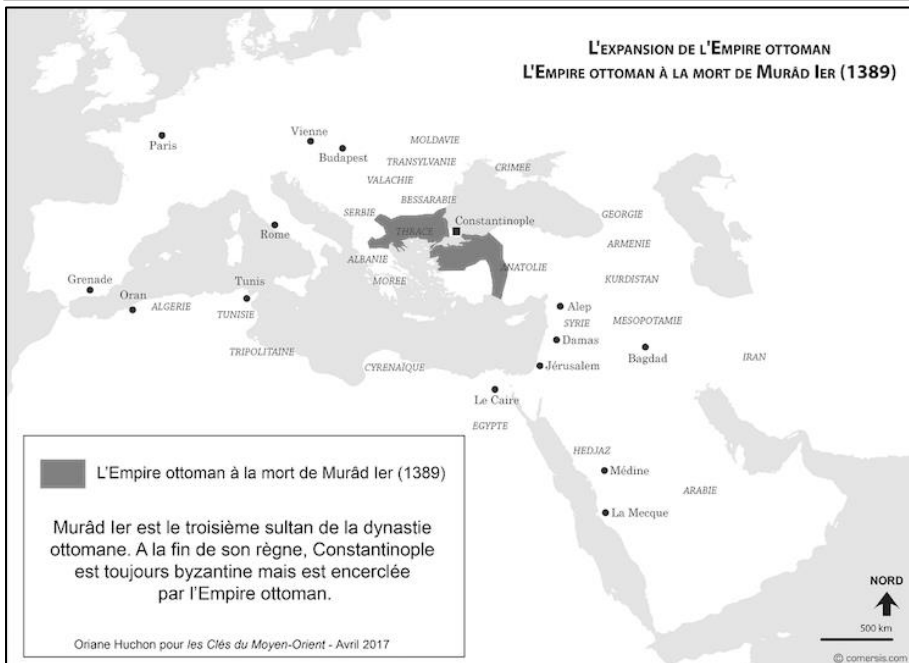 L'EXPANSION DE L'EMPIRE OTTOMAN
L'EMPIRE OTTOMAN À LA MORT DE MURÂD IER (1389)
Paris
Vienne
Budapest
MOLDAVIE
TRANSYLVANIE
VALACHIE
CRIMEE
BESSARABIE
SERBIE
Constantinople
GEORGIE
Rome
THRACE
ARMENIE
ALBANIE
ANATOLIE
MOREE
KURDISTAN
Grenade
Tunis
Oran
ALGERIE
TUNISIE
Alep
SYRIE
MESOPOTAMIE
TRIPOLITAINE
Damas
Bagdad
IRAN
CYRENAÏQUE
Jérusalem
Le Caire
EGYPTE
HEDJAZ
Médine
ARABIE
La Mecque
L'Empire ottoman à la mort de Murâd Ier (1389)
Murâd Ier est le troisième sultan de la dynastie
ottomane. A la fin de son règne, Constantinople
est toujours byzantine mais est encerclée
par l'Empire ottoman.
Oriane Huchon pour les Clés du Moyen-Orient - Avril 2017
NORD
500 km
© comersis.com